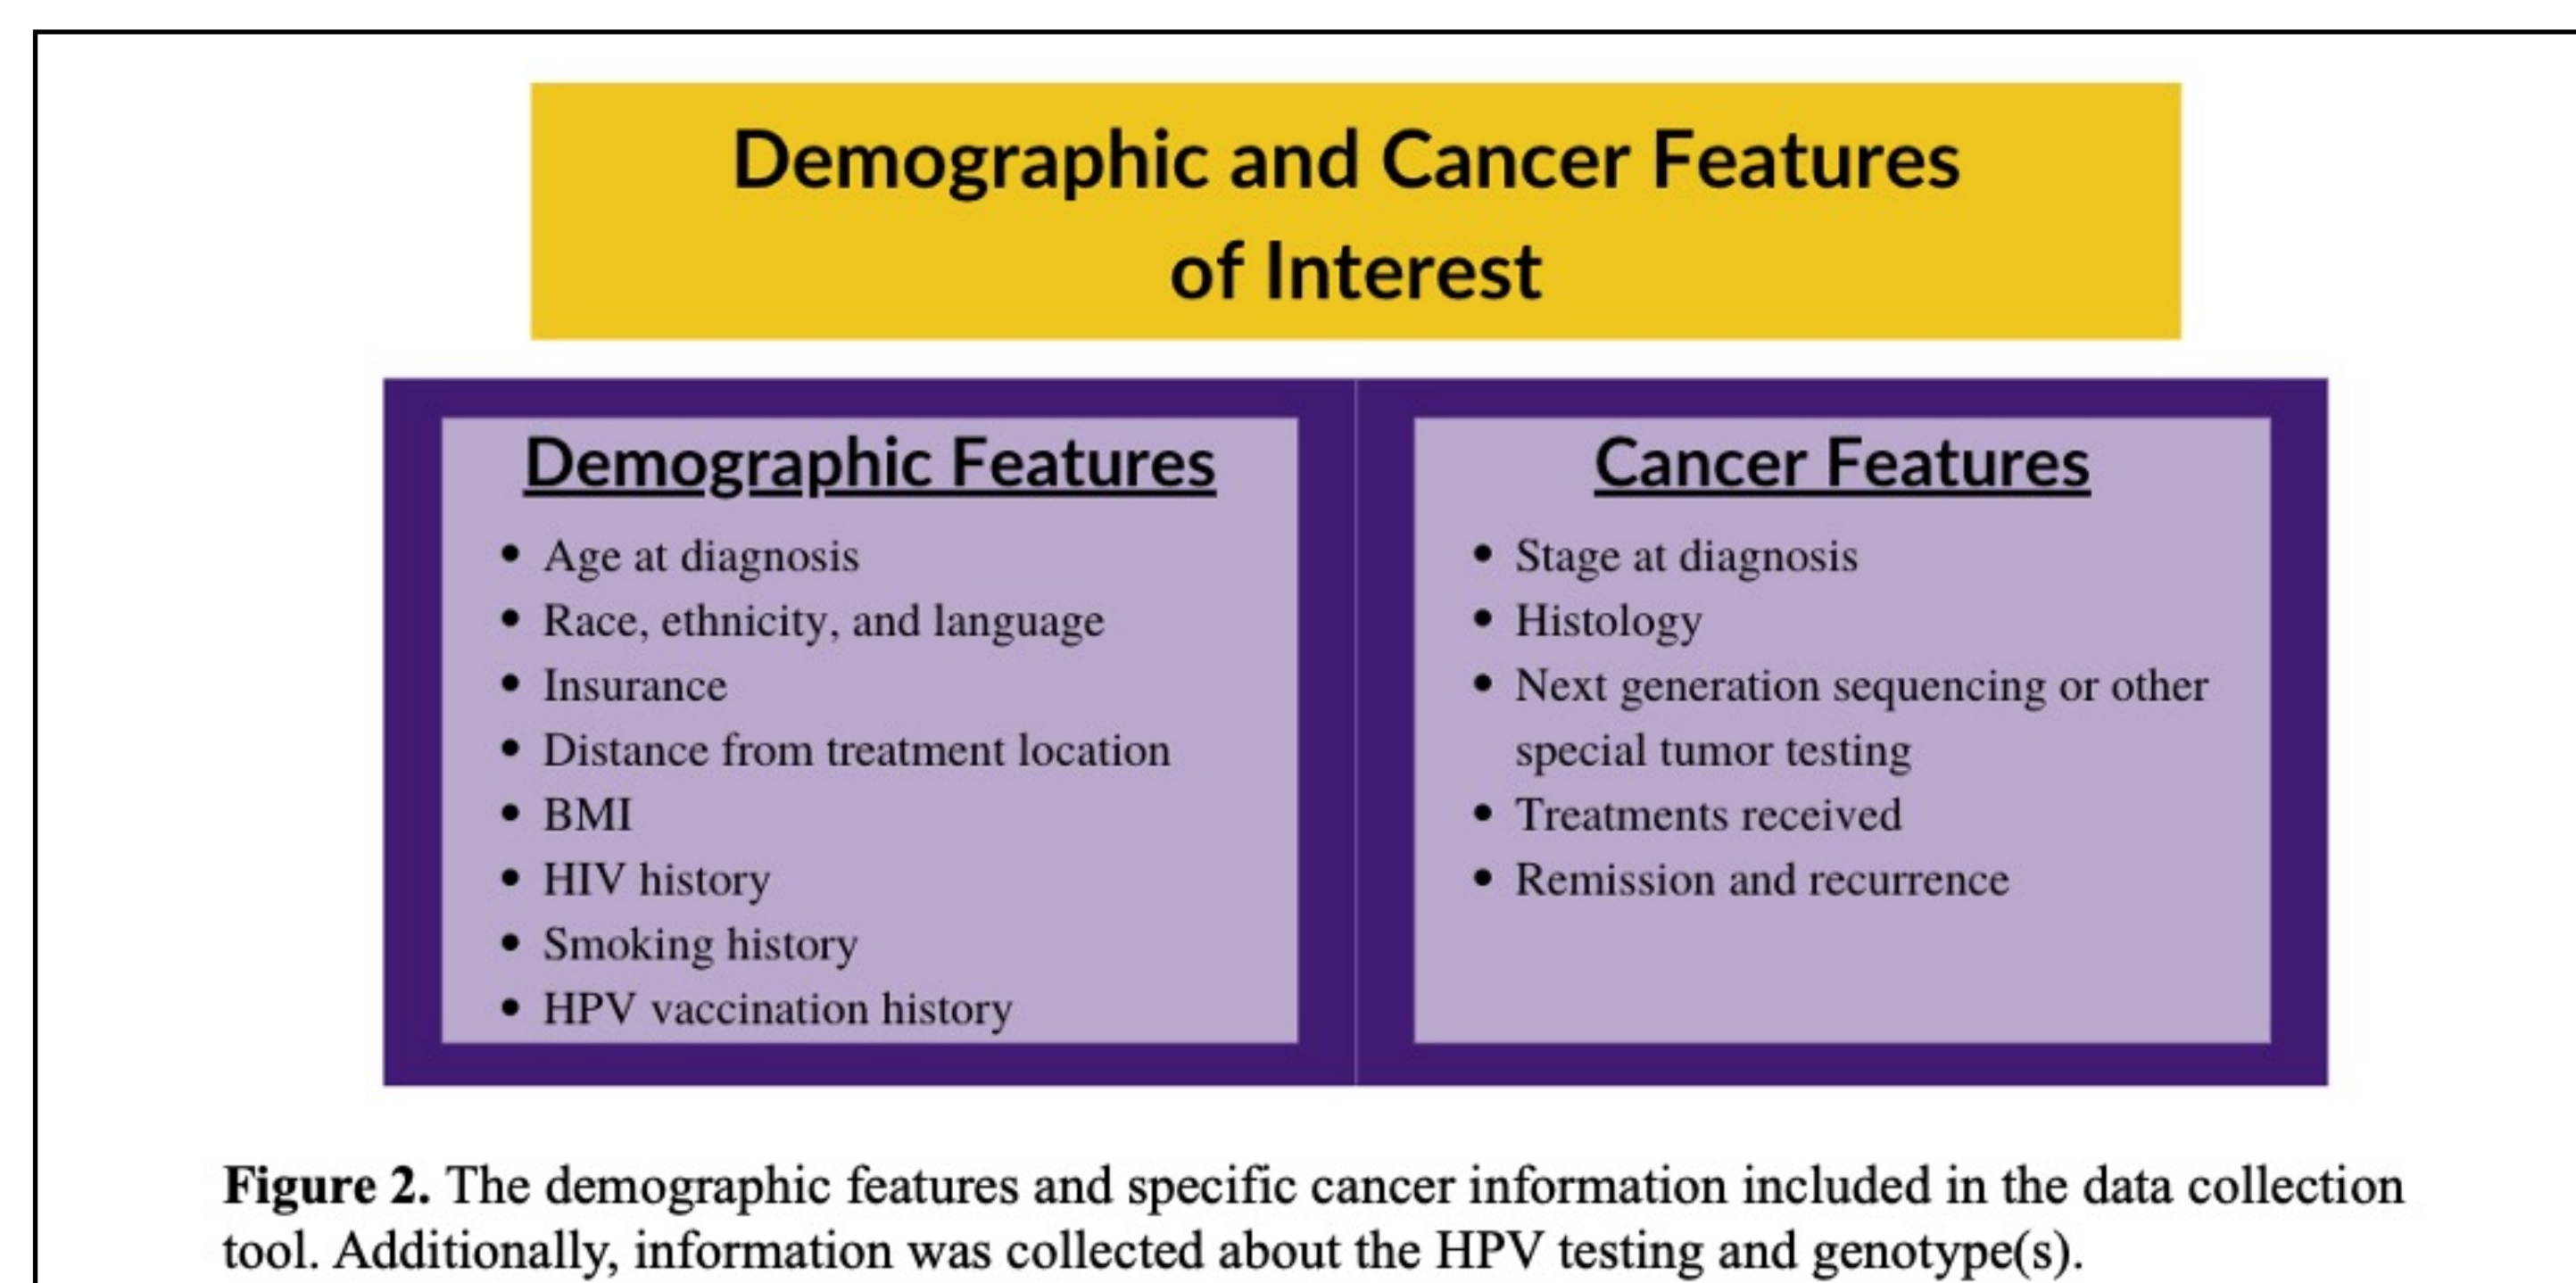 Demographic and Cancer Features
of Interest
Demographic Features
• Age at diagnosis
• Race, ethnicity, and language
• Insurance
• Distance from treatment location
• BMI
• HIV history
• Smoking history
• HPV vaccination history
Cancer Features
• Stage at diagnosis
• Histology
• Next generation sequencing or other
special tumor testing
• Treatments received
• Remission and recurrence
Figure 2. The demographic features and specific cancer information included in the data collection
tool. Additionally, information was collected about the HPV testing and genotype(s).